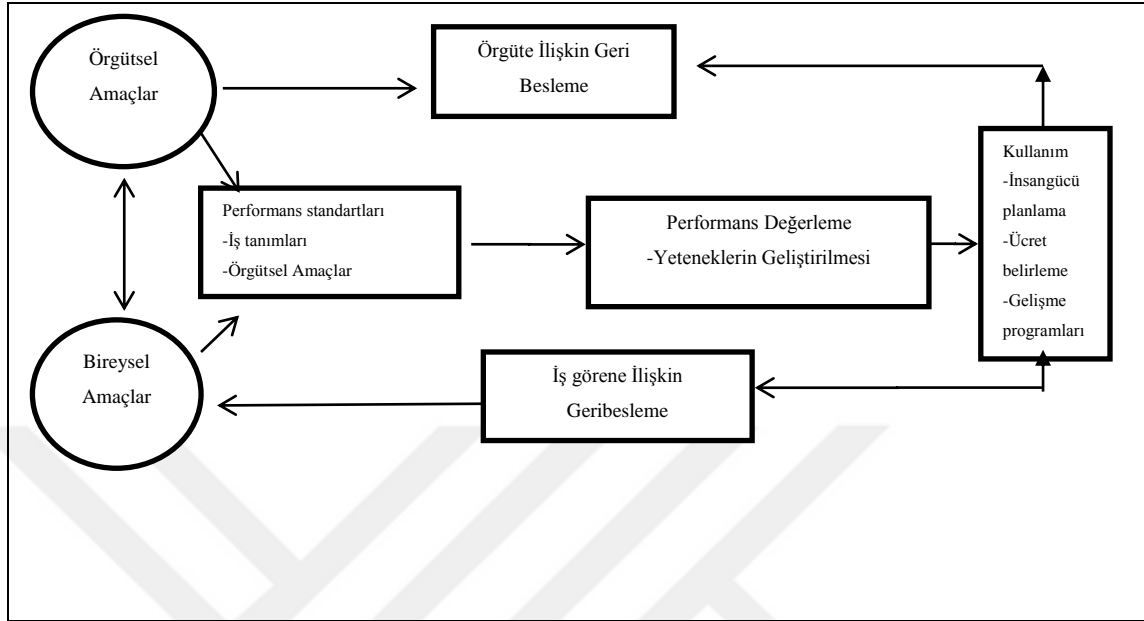 Örgütsel
Amaçlar
Örgüte İlişkin Geri
Besleme
Kullanım
-İnsangücü
planlama
-Ücret
belirleme
-Gelişme
programları
Performans standartları
-İş tanımları
-Örgütsel Amaçlar
Performans Değerleme
-Yeteneklerin Geliştirilmesi
Bireysel
Amaçlar
İş görene İlişkin
Geribesleme